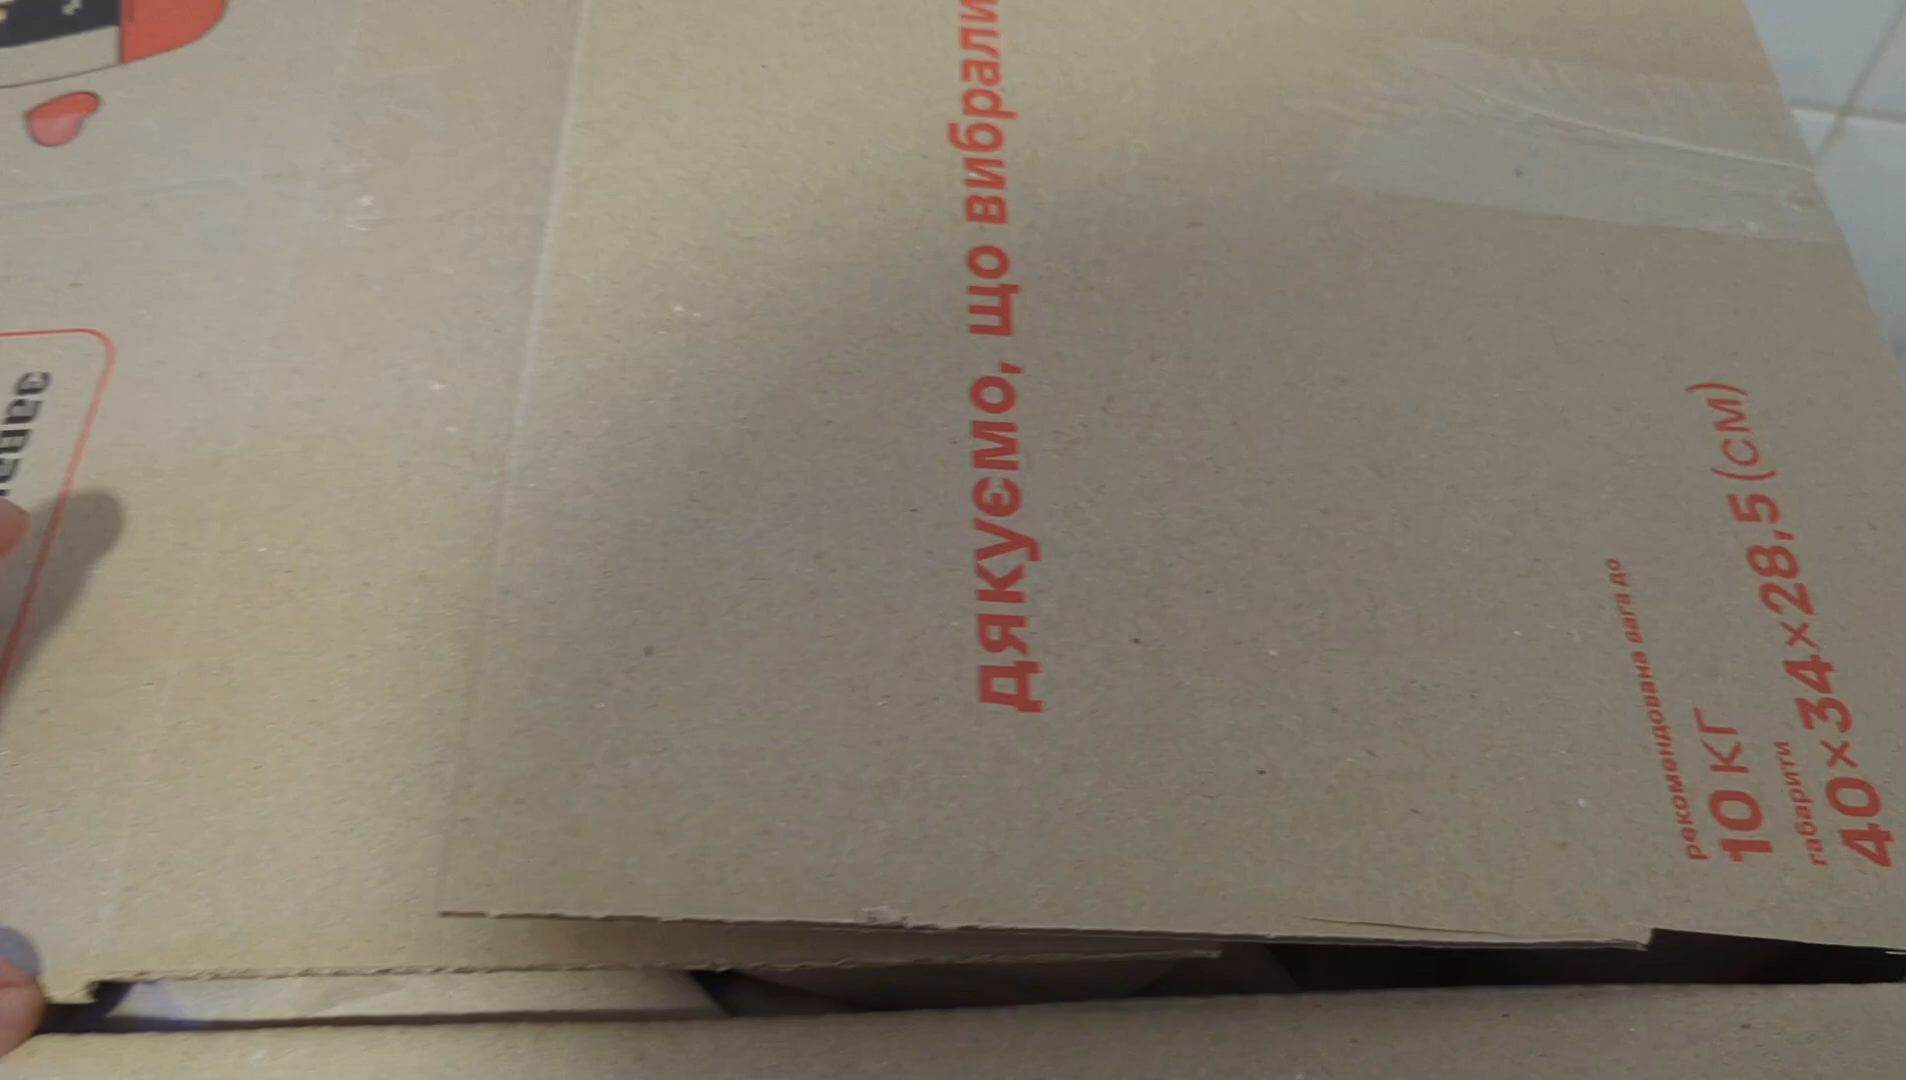 дякуємо, що вибрали
рекомендована вага до
10 кг
габарити
40×34×28,5 (см)